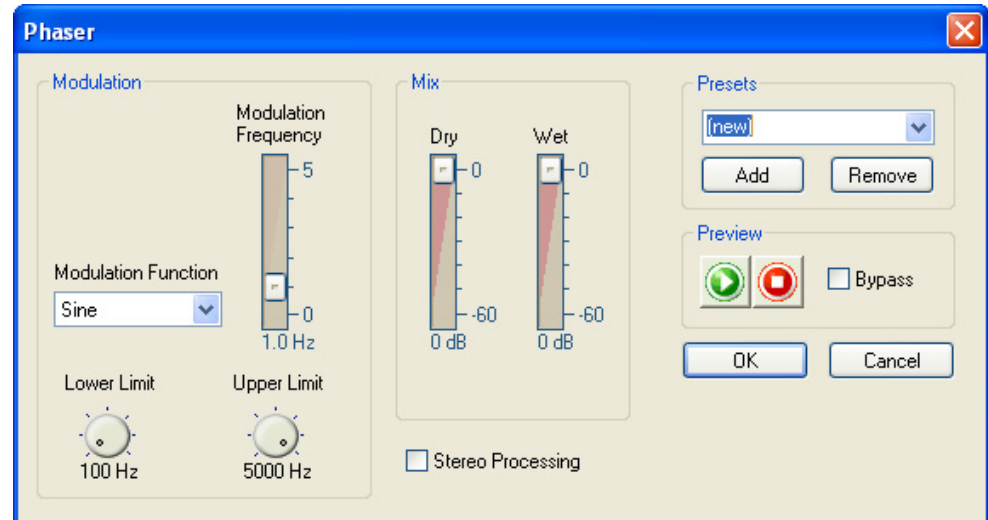 Phaser
Modulation
Modulation
Frequency
5
0
1.0 Hz
Modulation Function
Sine
Lower Limit
100 Hz
Upper Limit
5000 Hz
Mix
Dry
0
-60
0 dB
Wet
0
-60
0 dB
Stereo Processing
Presets
(new)
Add
Remove
Preview
Bypass
OK
Cancel